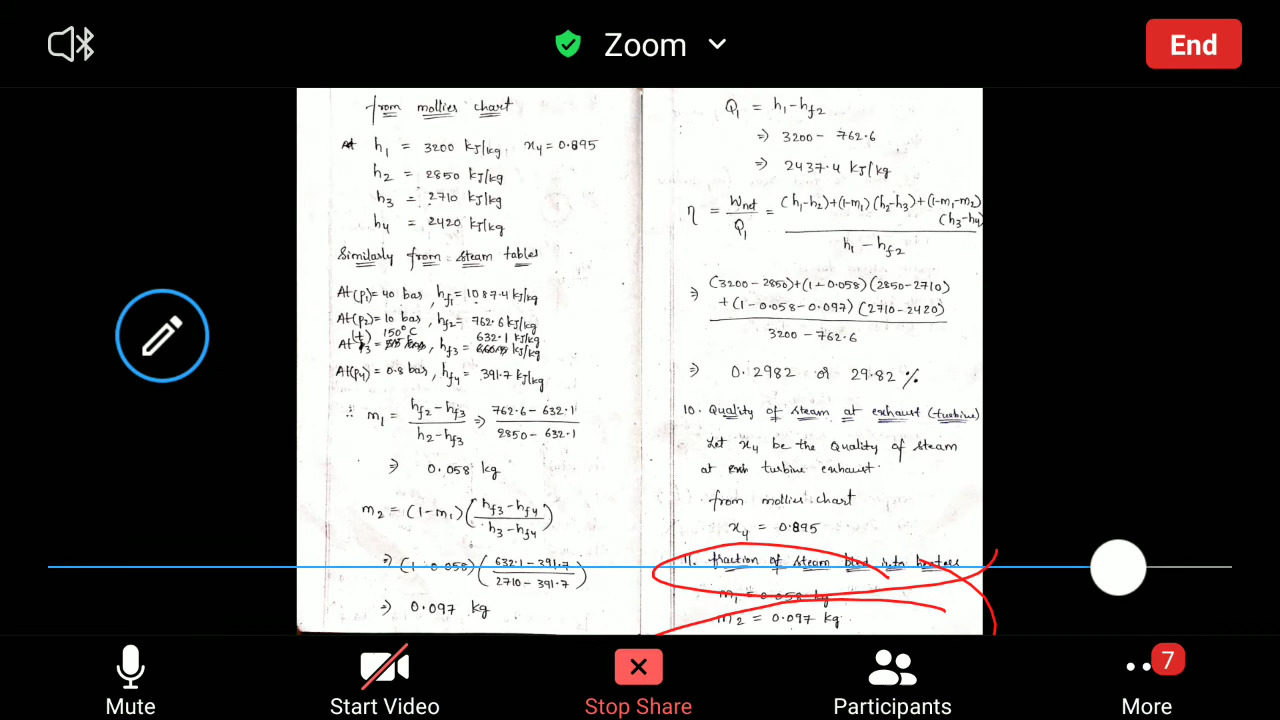 Zoom
End
from mollies chart
At h₁ = 3200 kJ/kg, x₄ = 0.895
h₂ = 2850 kJ/kg
h₃ = 2710 kJ/kg
h₄ = 2420 kJ/kg
Similarly from steam tables
At(p₁)= 40 bar, hf₁ = 1087.4 kJ/kg
At(p₂)= 10 bar, hf₂ = 762.6 kJ/kg
(t) 150°C 632.1 kJ/kg
At = , hf₃ = kJ/kg
At(p₄) = 0.8 bar, hf₄ = 391.7 kJ/kg
∴ m₁ = hf₂-hf₃ / h₂-hf₃ ⇒ 762.6 - 632.1 / 2850 - 632.1
⇒ 0.058 kg
m₂ = (1-m₁) (hf₃-hf₄ / h₃-hf₄)
⇒ (1-0.058) (632.1 - 391.7 / 2710 - 391.7)
⇒ 0.097 kg
Q₁ = h₁-hf₂
⇒ 3200 - 762.6
⇒ 2437.4 kJ/kg
η = Wnet / Q₁ = (h₁-h₂)+(1-m₁)(h₂-h₃)+(1-m₁-m₂)
(h₃-h₄
h₁ - hf₂
⇒ (3200-2850)+(1-0.058)(2850-2710)
+(1-0.058-0.097)(2710-2420)
3200 - 762.6
⇒ 0.2982 or 29.82 %
10. Quality of steam at exhaust (turbine)
Let x₄ be the Quality of steam
at turbine exhaust.
from mollies chart
x₄ = 0.895
11. fraction of steam bled into heaters
m₁ = 0.058 kg
m₂ = 0.097 kg
Mute
Start Video
Stop Share
Participants
7
More